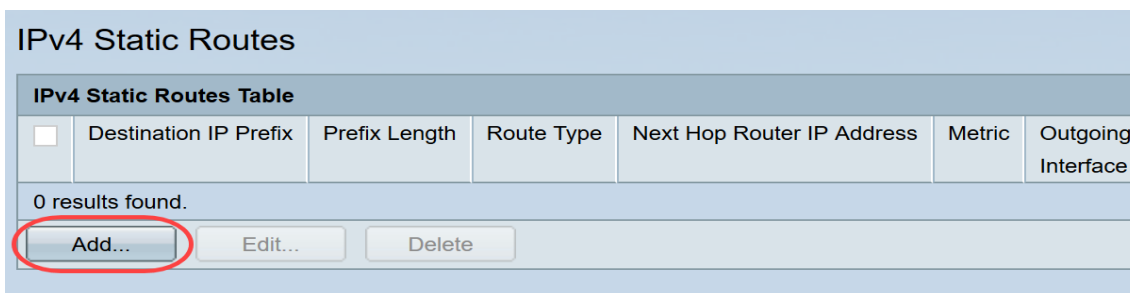 IPv4 Static Routes
IPv4 Static Routes Table
Destination IP Prefix Prefix Length Route Type Next Hop Router IP Address Metric Outgoing
Interface
0 results found.
Add... Edit... Delete